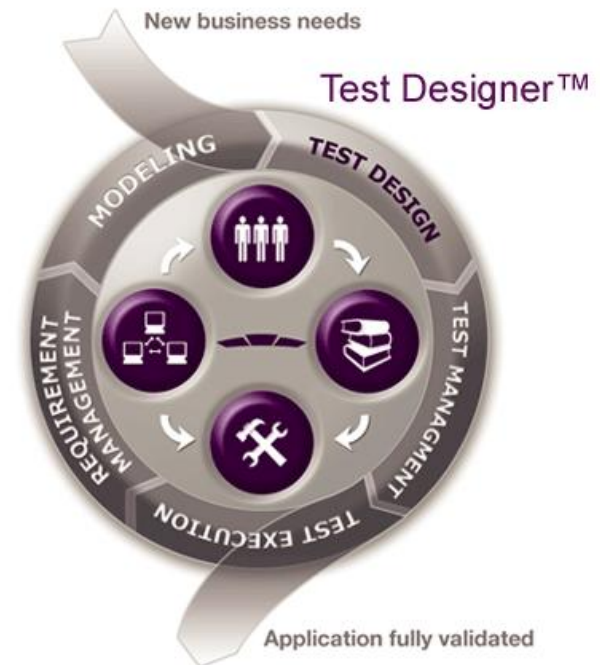 New business needs
Test Designer™
MODELING
TEST DESIGN
TEST MANAGMENT
TEST EXECUTION
REQUIREMENT
MANAGEMENT
Application fully validated